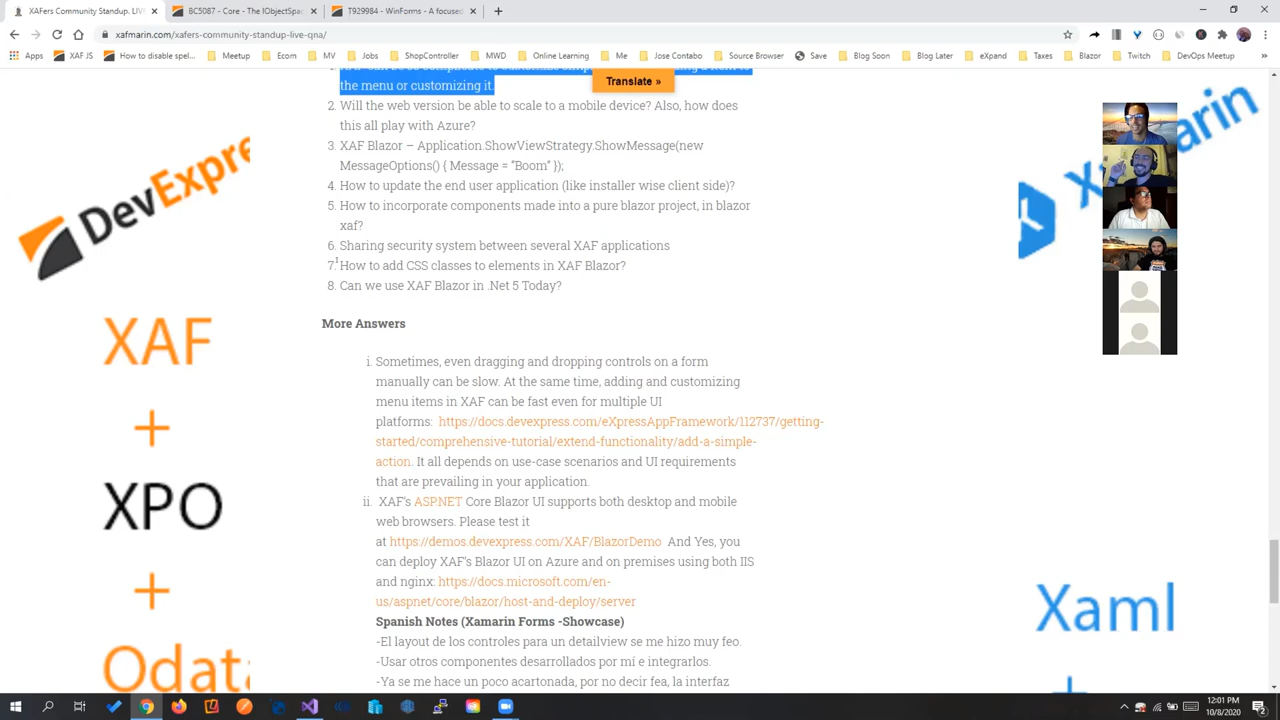 XAFers Community Standup. LIVE
BC5087 - Core - The IObjectSpac
T929984 - WinForms - A focused
xafmarin.com/xafers-community-standup-live-qna/
Apps
XAF JS
How to disable spel...
Meetup
Ecorn
MV
Jobs
ShopController
MWD
Online Learning
Me
Jose Contabo
Source Browser
Save
Blog Soon
Blog Later
eXpand
Taxes
Blazor
Twitch
DevOps Meetup
Translate »
the menu or customizing it.
2. Will the web version be able to scale to a mobile device? Also, how does
this all play with Azure?
3. XAF Blazor – Application.ShowViewStrategy.ShowMessage(new
MessageOptions() { Message = “Boom” });
4. How to update the end user application (like installer wise client side)?
5. How to incorporate components made into a pure blazor project, in blazor
xaf?
6. Sharing security system between several XAF applications
7. How to add CSS classes to elements in XAF Blazor?
8. Can we use XAF Blazor in .Net 5 Today?
More Answers
i. Sometimes, even dragging and dropping controls on a form
manually can be slow. At the same time, adding and customizing
menu items in XAF can be fast even for multiple UI
platforms: https://docs.devexpress.com/eXpressAppFramework/112737/getting-
started/comprehensive-tutorial/extend-functionality/add-a-simple-
action. It all depends on use-case scenarios and UI requirements
that are prevailing in your application.
ii. XAF's ASP.NET Core Blazor UI supports both desktop and mobile
web browsers. Please test it
at https://demos.devexpress.com/XAF/BlazorDemo And Yes, you
can deploy XAF's Blazor UI on Azure and on premises using both IIS
and nginx: https://docs.microsoft.com/en-
us/aspnet/core/blazor/host-and-deploy/server
Spanish Notes (Xamarin Forms -Showcase)
-El layout de los controles para un detailview se me hizo muy feo.
-Usar otros componentes desarrollados por mí e integrarlos.
-Ya se me hace un poco acartonada, por no decir fea, la interfaz
DevExpre
XAF
+
XPO
+
Odata
Xamarin
Xaml
+
12:01 PM
10/8/2020